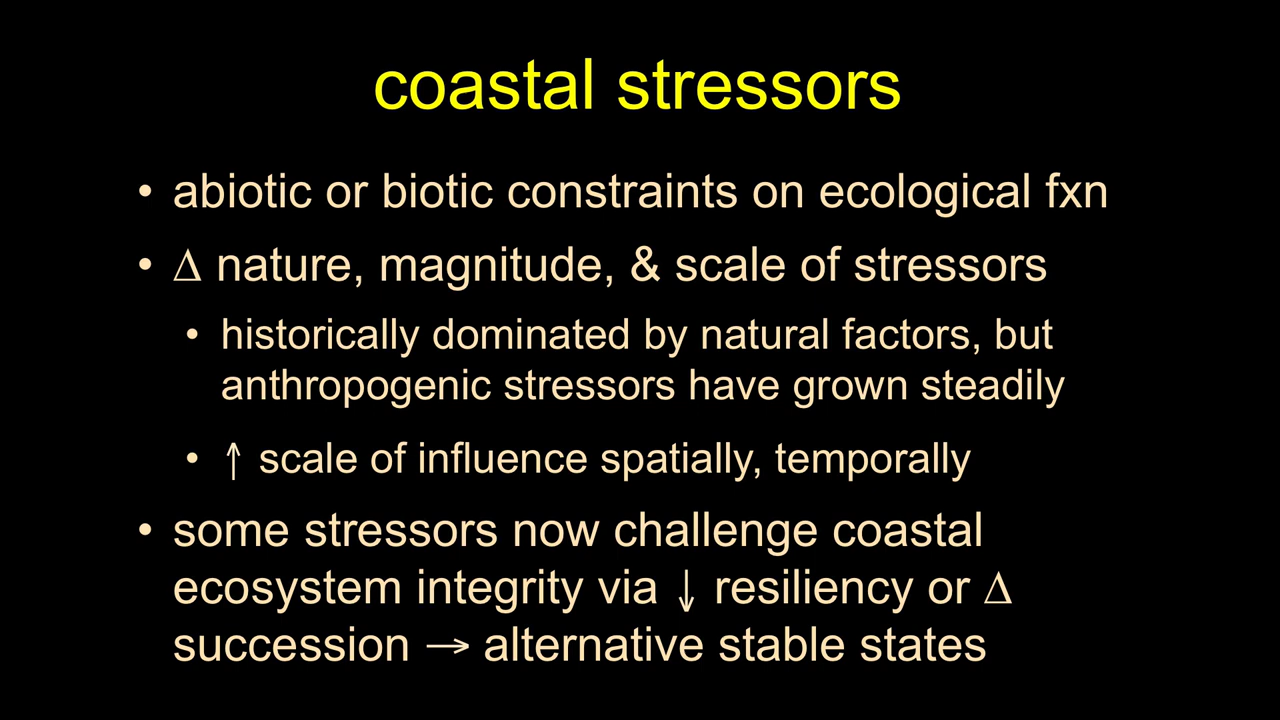 coastal stressors
• abiotic or biotic constraints on ecological fxn
• Δ nature, magnitude, & scale of stressors
• historically dominated by natural factors, but
anthropogenic stressors have grown steadily
• ↑ scale of influence spatially, temporally
• some stressors now challenge coastal
ecosystem integrity via ↓ resiliency or Δ
succession → alternative stable states